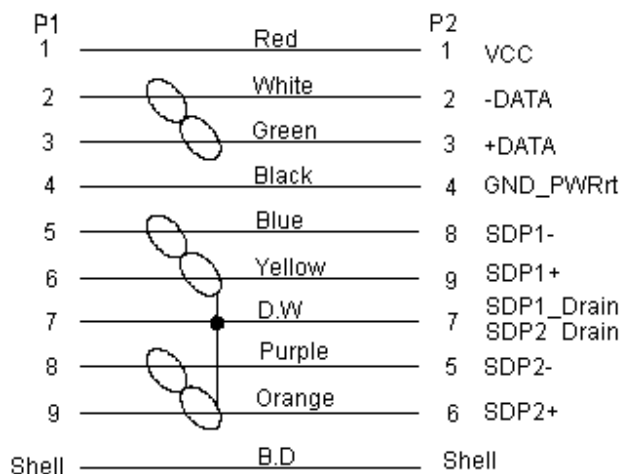 P1 P2
1 Red 1 VCC
2 White 2 -DATA
3 Green 3 +DATA
4 Black 4 GND_PWRrt
5 Blue 8 SDP1-
6 Yellow 9 SDP1+
7 D.W 7 SDP1_Drain
SDP2_Drain
8 Purple 5 SDP2-
9 Orange 6 SDP2+
Shell B.D Shell